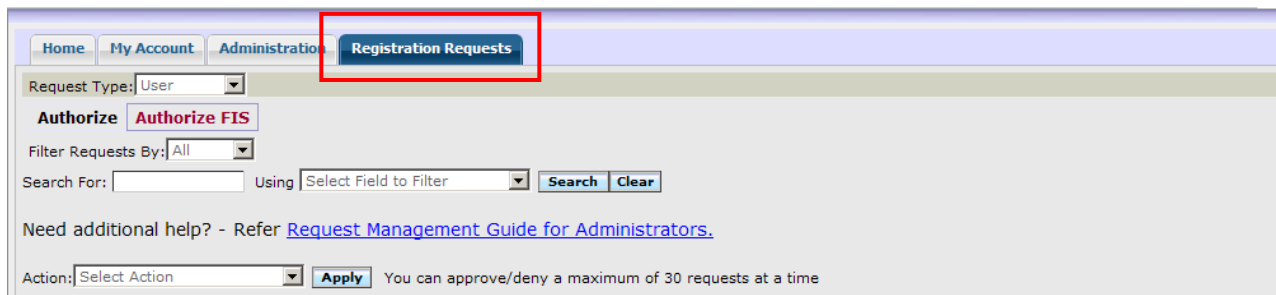 Home My Account Administration Registration Requests
Request Type: User
Authorize Authorize FIS
Filter Requests By: All
Search For: Using Select Field to Filter Search Clear
Need additional help? - Refer Request Management Guide for Administrators.
Action: Select Action Apply You can approve/deny a maximum of 30 requests at a time